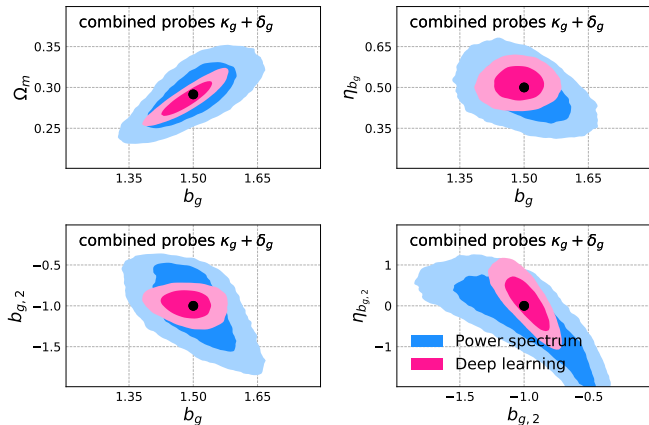 combined probes κg + δg
0.35
0.30
0.25
Ωm
1.35 1.50 1.65
bg
combined probes κg + δg
0.65
0.50
0.35
ηbg
1.35 1.50 1.65
bg
combined probes κg + δg
−0.5
−1.0
−1.5
bg, 2
1.35 1.50 1.65
bg
combined probes κg + δg
1
0
−1
ηbg, 2
Power spectrum
Deep learning
−1.5 −1.0 −0.5
bg, 2